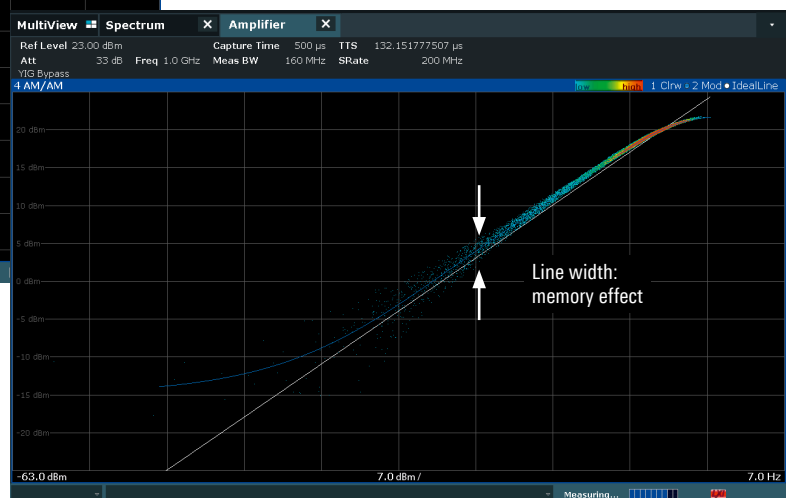 MultiView Spectrum X Amplifier X
Ref Level 23.00 dBm Capture Time 500 µs TTS 132.151777507 µs
Att 33 dB Freq 1.0 GHz Meas BW 160 MHz SRate 200 MHz
YIG Bypass
4 AM/AM low high 1 Clrw 2 Mod IdealLine
20 dBm
15 dBm
10 dBm
5 dBm
0 dBm
-5 dBm
-10 dBm
-15 dBm
-20 dBm
Line width:
memory effect
-63.0 dBm 7.0 dBm/ 7.0 Hz
Measuring...